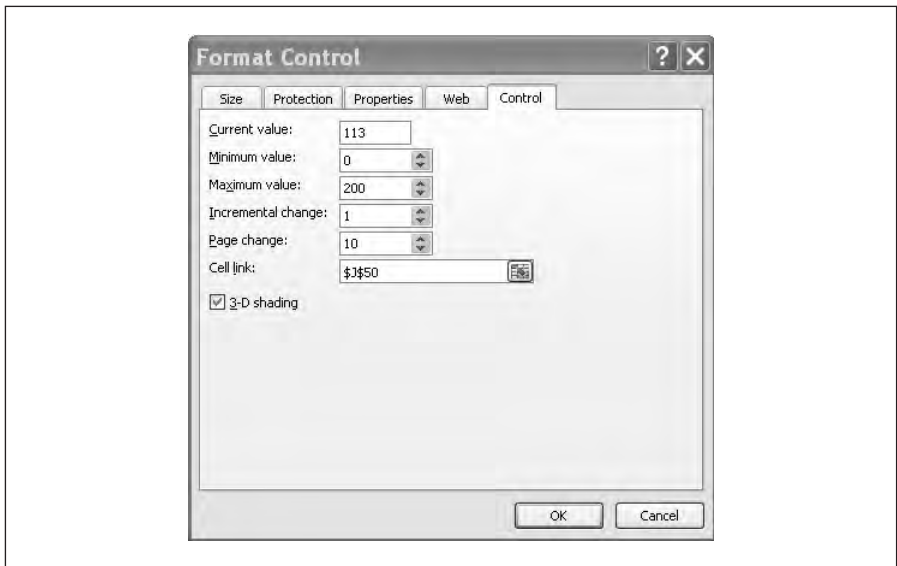 Format Control
Size Protection Properties Web Control
Current value: 113
Minimum value: 0
Maximum value: 200
Incremental change: 1
Page change: 10
Cell link: $J$50
3-D shading
OK Cancel